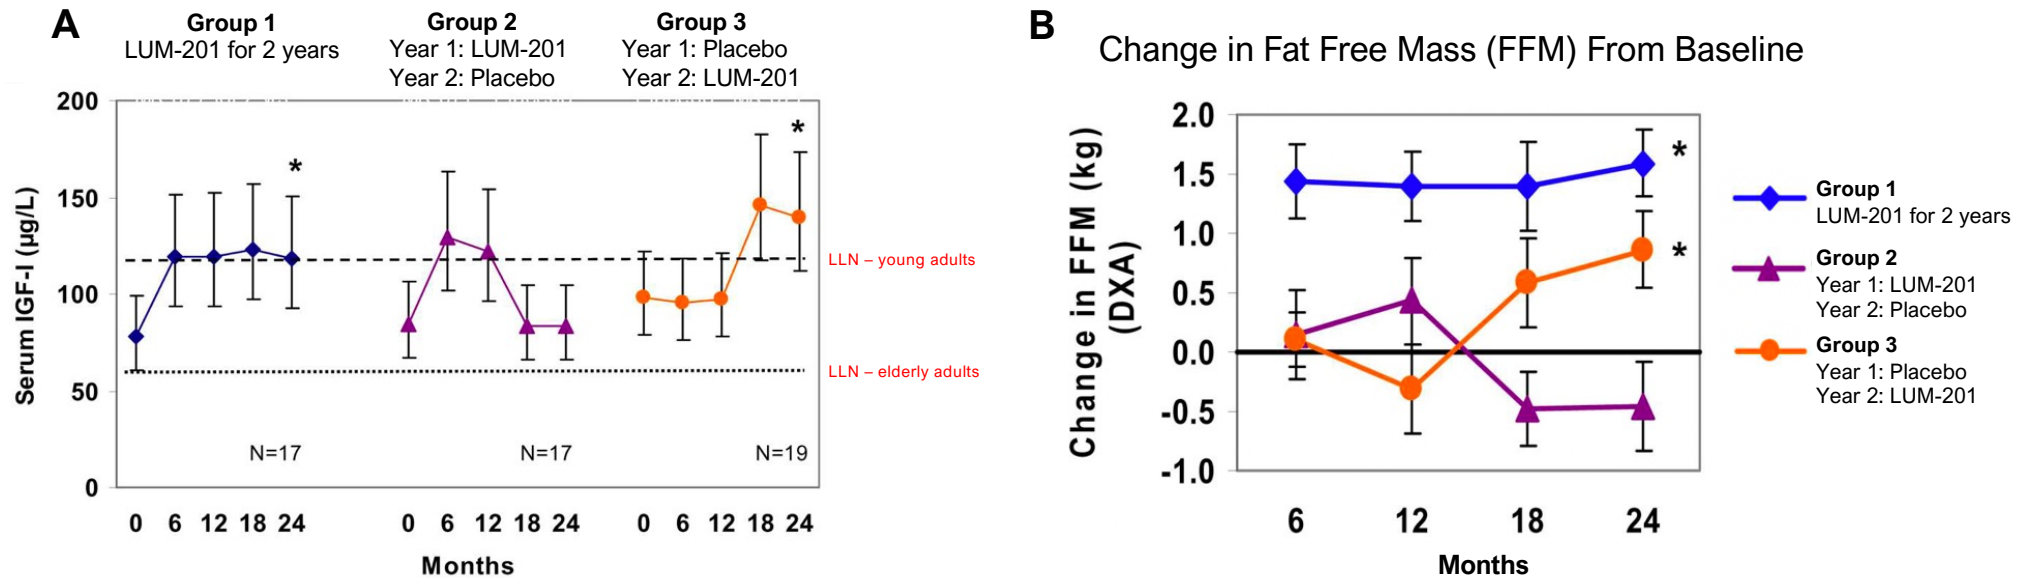 A
Group 1
LUM-201 for 2 years
Group 2
Year 1: LUM-201
Year 2: Placebo
Group 3
Year 1: Placebo
Year 2: LUM-201
200
150
100
50
0
Serum IGF-I (µg/L)
*
*
LLN – young adults
LLN – elderly adults
N=17
N=17
N=19
0 6 12 18 24
0 6 12 18 24
0 6 12 18 24
Months
B
Change in Fat Free Mass (FFM) From Baseline
Change in FFM (kg)
(DXA)
2.0
1.5
1.0
0.5
0.0
-0.5
-1.0
*
*
6 12 18 24
Months
Group 1
LUM-201 for 2 years
Group 2
Year 1: LUM-201
Year 2: Placebo
Group 3
Year 1: Placebo
Year 2: LUM-201